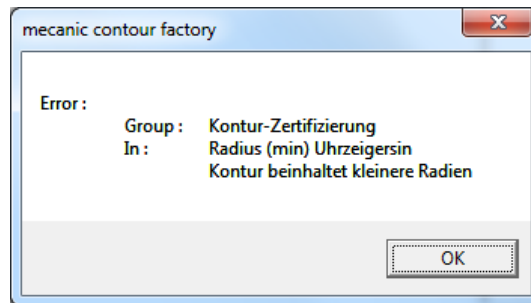 mecanic contour factory
Error :
Group : Kontur-Zertifizierung
In : Radius (min) Uhrzeigersin
Kontur beinhaltet kleinere Radien
OK